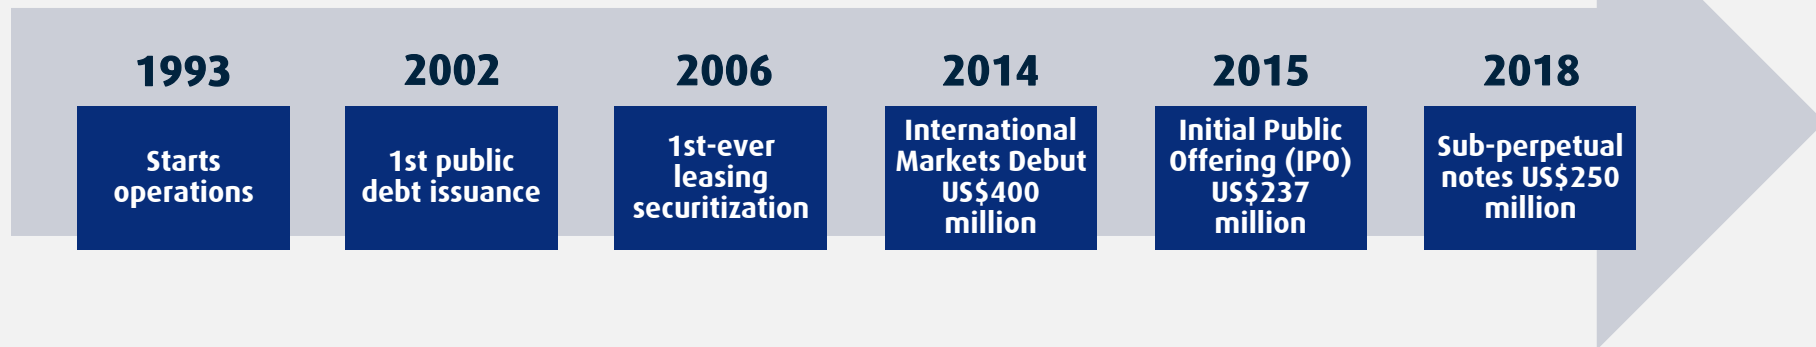 1993
Starts
operations
2002
1st public
debt issuance
2006
1st-ever
leasing
securitization
2014
International
Markets Debut
US$400
million
2015
Initial Public
Offering (IPO)
US$237
million
2018
Sub-perpetual
notes US$250
million